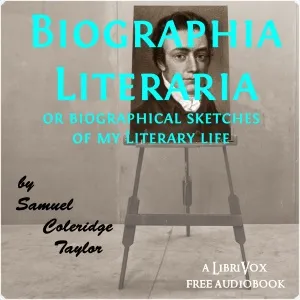 BIOGRAPHIA
LITERARIA
OR BIOGRAPHICAL SKETCHES
OF MY LITERARY LIFE
by
Samuel
Coleridge
Taylor
A LIBRIVOX
FREE AUDIOBOOK